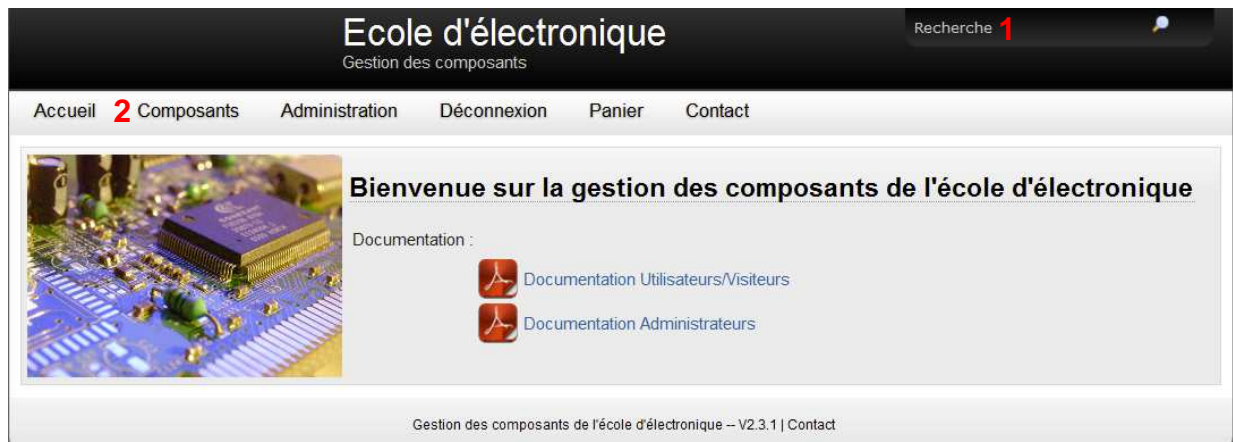 Ecole d'électronique
Gestion des composants
Recherche 1
Accueil 2 Composants Administration Déconnexion Panier Contact
Bienvenue sur la gestion des composants de l'école d'électronique
Documentation :
Documentation Utilisateurs/Visiteurs
Documentation Administrateurs
Gestion des composants de l'école d'électronique -- V2.3.1 | Contact